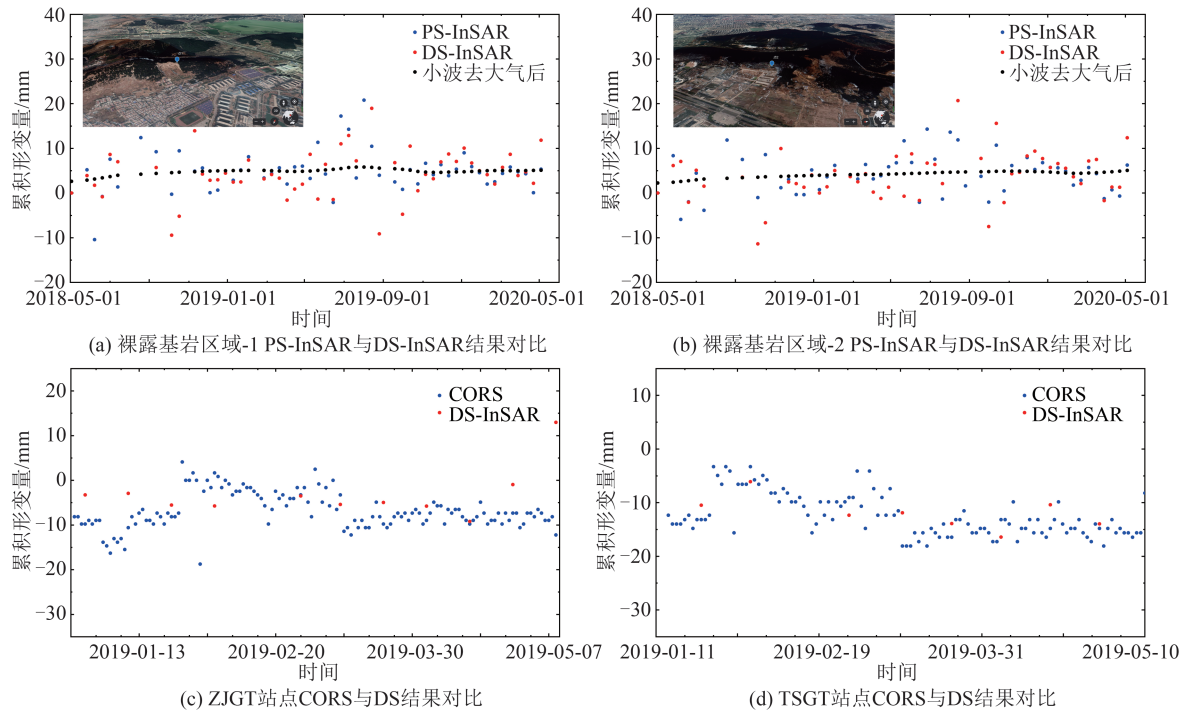 40
30
20
10
0
−10
−20
累积形变量/mm
PS-InSAR
DS-InSAR
小波去大气后
2018-05-01 2019-01-01 2019-09-01 2020-05-01
时间
(a) 裸露基岩区域-1 PS-InSAR与DS-InSAR结果对比
40
30
20
10
0
−10
20
累积形变量/mm
PS-InSAR
DS-InSAR
小波去大气后
2018-05-01 2019-01-01 2019-09-01 2020-05-01
时间
(b) 裸露基岩区域-2 PS-InSAR与DS-InSAR结果对比
20
10
0
−10
−20
−30
累积形变量/mm
CORS
DS-InSAR
2019-01-13 2019-02-20 2019-03-30 2019-05-07
时间
(c) ZJGT站点CORS与DS结果对比
10
0
−10
−20
−30
累积形变量/mm
CORS
DS-InSAR
2019-01-11 2019-02-19 2019-03-31 2019-05-10
时间
(d) TSGT站点CORS与DS结果对比